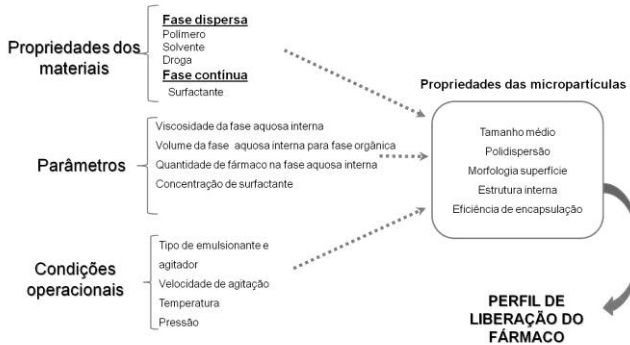 Propriedades dos
materiais
Fase dispersa
Polímero
Solvente
Droga
Fase contínua
Surfactante
Parâmetros
Viscosidade da fase aquosa interna
Volume da fase aquosa interna para fase orgânica
Quantidade de fármaco na fase aquosa interna
Concentração de surfactante
Condições
operacionais
Tipo de emulsionante e
agitador
Velocidade de agitação
Temperatura
Pressão
Propriedades das micropartículas
Tamanho médio
Polidispersão
Morfologia superfície
Estrutura interna
Eficiência de encapsulação
PERFIL DE
LIBERAÇÃO DO
FÁRMACO